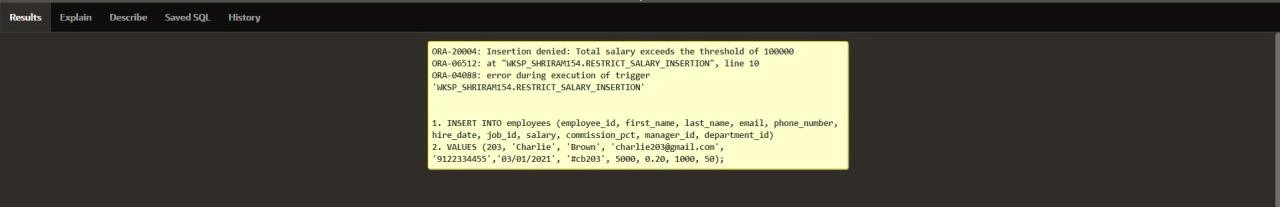 Results Explain Describe Saved SQL History
ORA-20004: Insertion denied: Total salary exceeds the threshold of 100000
ORA-06512: at "WKSP_SHRIRAM154.RESTRICT_SALARY_INSERTION", line 10
ORA-04088: error during execution of trigger
'WKSP_SHRIRAM154.RESTRICT_SALARY_INSERTION'
1. INSERT INTO employees (employee_id, first_name, last_name, email, phone_number,
hire_date, job_id, salary, commission_pct, manager_id, department_id)
2. VALUES (203, 'Charlie', 'Brown', 'charlie203@gmail.com',
'9122334455','03/01/2021', '#cb203', 5000, 0.20, 1000, 50);